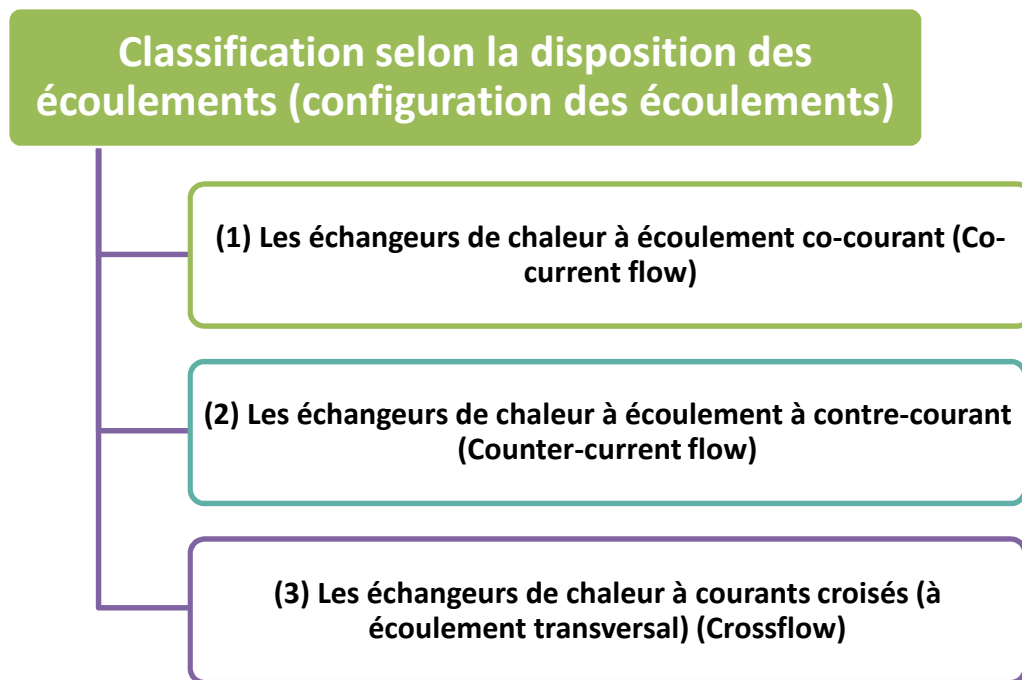 Classification selon la disposition des
écoulements (configuration des écoulements)
(1) Les échangeurs de chaleur à écoulement co-courant (Co-
current flow)
(2) Les échangeurs de chaleur à écoulement à contre-courant
(Counter-current flow)
(3) Les échangeurs de chaleur à courants croisés (à
écoulement transversal) (Crossflow)